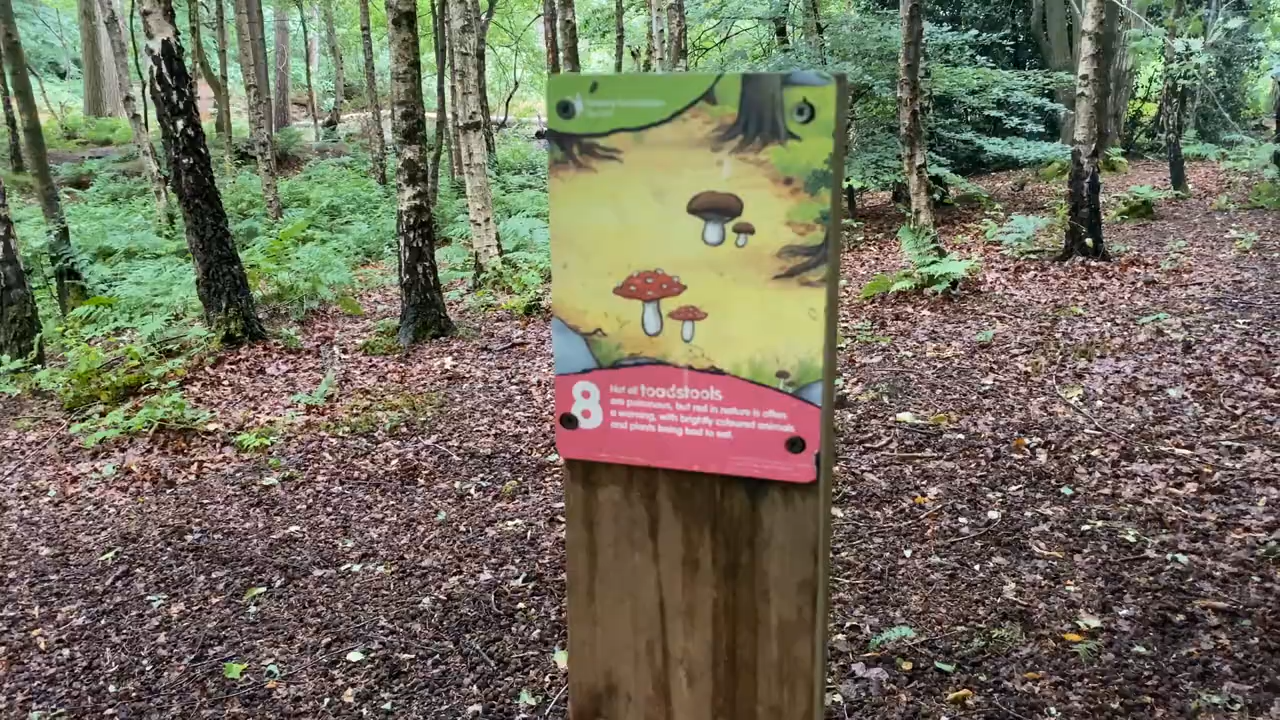 8
Not all toadstools
are poisonous, but red in nature is often
a warning, with brightly coloured animals
and plants being bad to eat.